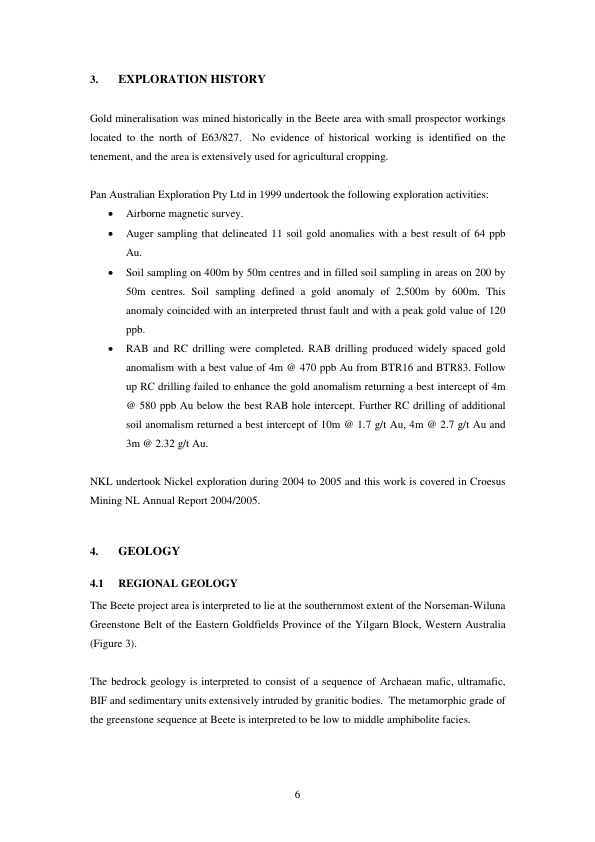 3. EXPLORATION HISTORY
Gold mineralisation was mined historically in the Beete area with small prospector workings
located to the north of E63/827. No evidence of historical working is identified on the
tenement, and the area is extensively used for agricultural cropping.
Pan Australian Exploration Pty Ltd in 1999 undertook the following exploration activities:
• Airborne magnetic survey.
• Auger sampling that delineated 11 soil gold anomalies with a best result of 64 ppb
Au.
• Soil sampling on 400m by 50m centres and in filled soil sampling in areas on 200 by
50m centres. Soil sampling defined a gold anomaly of 2,500m by 600m. This
anomaly coincided with an interpreted thrust fault and with a peak gold value of 120
ppb.
• RAB and RC drilling were completed. RAB drilling produced widely spaced gold
anomalism with a best value of 4m @ 470 ppb Au from BTR16 and BTR83. Follow
up RC drilling failed to enhance the gold anomalism returning a best intercept of 4m
@ 580 ppb Au below the best RAB hole intercept. Further RC drilling of additional
soil anomalism returned a best intercept of 10m @ 1.7 g/t Au, 4m @ 2.7 g/t Au and
3m @ 2.32 g/t Au.
NKL undertook Nickel exploration during 2004 to 2005 and this work is covered in Croesus
Mining NL Annual Report 2004/2005.
4. GEOLOGY
4.1 REGIONAL GEOLOGY
The Beete project area is interpreted to lie at the southernmost extent of the Norseman-Wiluna
Greenstone Belt of the Eastern Goldfields Province of the Yilgarn Block, Western Australia
(Figure 3).
The bedrock geology is interpreted to consist of a sequence of Archaean mafic, ultramafic,
BIF and sedimentary units extensively intruded by granitic bodies. The metamorphic grade of
the greenstone sequence at Beete is interpreted to be low to middle amphibolite facies.
6